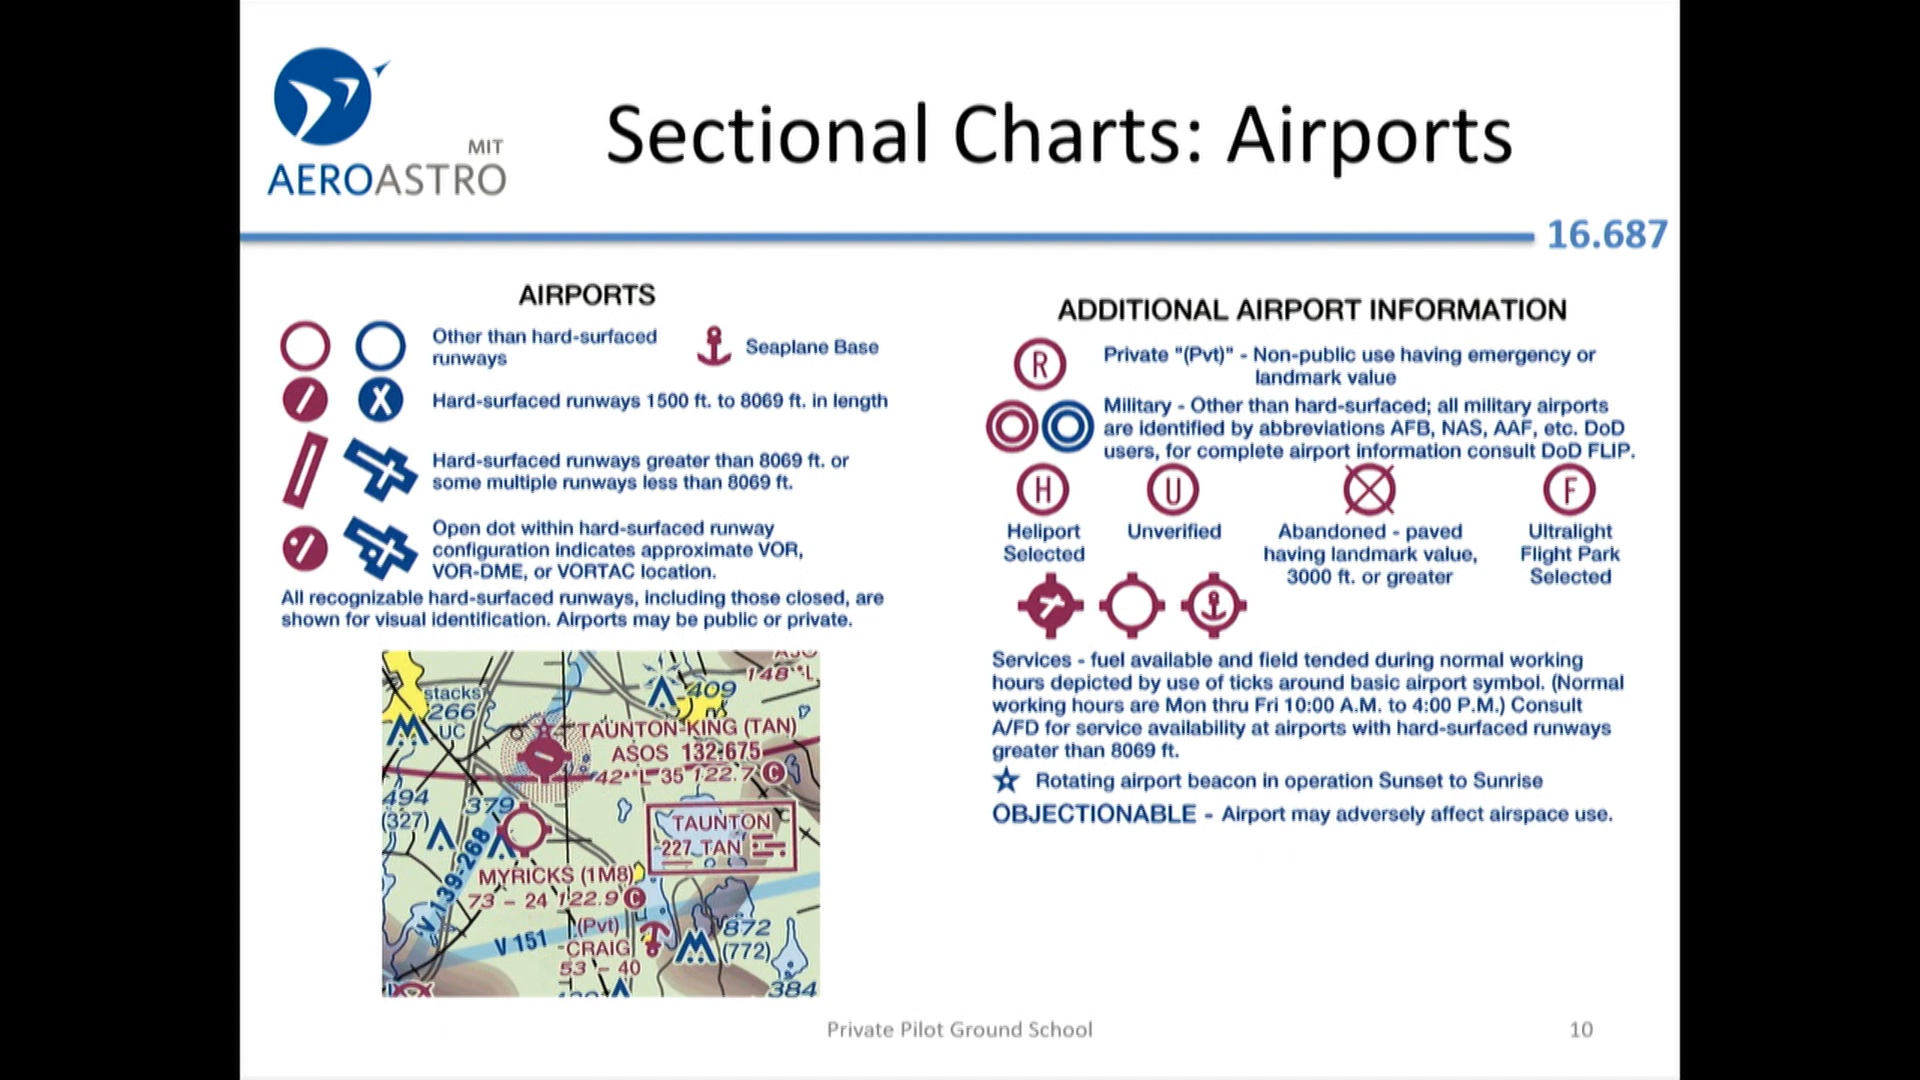 MIT
AEROASTRO
Sectional Charts: Airports
16.687
AIRPORTS
Other than hard-surfaced
runways
Seaplane Base
Hard-surfaced runways 1500 ft. to 8069 ft. in length
Hard-surfaced runways greater than 8069 ft. or
some multiple runways less than 8069 ft.
Open dot within hard-surfaced runway
configuration indicates approximate VOR,
VOR-DME, or VORTAC location.
All recognizable hard-surfaced runways, including those closed, are
shown for visual identification. Airports may be public or private.
stacks
266
UC
409
148 L
TAUNTON-KING (TAN)
ASOS 132.675
42 *L 35 122.7 C
494
(327)
379
V 139-268
TAUNTON
227 TAN
MYRICKS (1M8)
73 - 24 122.9 C
V 151
(Pvt)
CRAIG
53 - 40
872
(772)
384
ADDITIONAL AIRPORT INFORMATION
R
Private "(Pvt)" - Non-public use having emergency or
landmark value
Military - Other than hard-surfaced; all military airports
are identified by abbreviations AFB, NAS, AAF, etc. DoD
users, for complete airport information consult DoD FLIP.
H
U
F
Heliport
Selected
Unverified
Abandoned - paved
having landmark value,
3000 ft. or greater
Ultralight
Flight Park
Selected
Services - fuel available and field tended during normal working
hours depicted by use of ticks around basic airport symbol. (Normal
working hours are Mon thru Fri 10:00 A.M. to 4:00 P.M.) Consult
A/FD for service availability at airports with hard-surfaced runways
greater than 8069 ft.
Rotating airport beacon in operation Sunset to Sunrise
OBJECTIONABLE - Airport may adversely affect airspace use.
Private Pilot Ground School
10